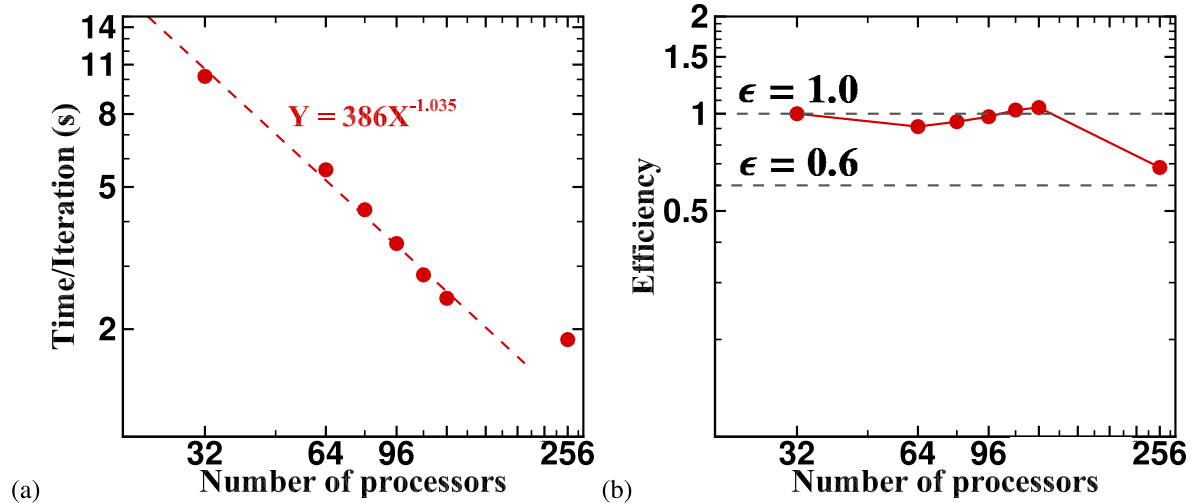 14
11
8
5
2
Time/Iteration (s)
Y = 386X^-1.035
32
64
96
256
Number of processors
(a)
2
1.5
1
0.5
Efficiency
ϵ = 1.0
ϵ = 0.6
32
64
96
256
Number of processors
(b)